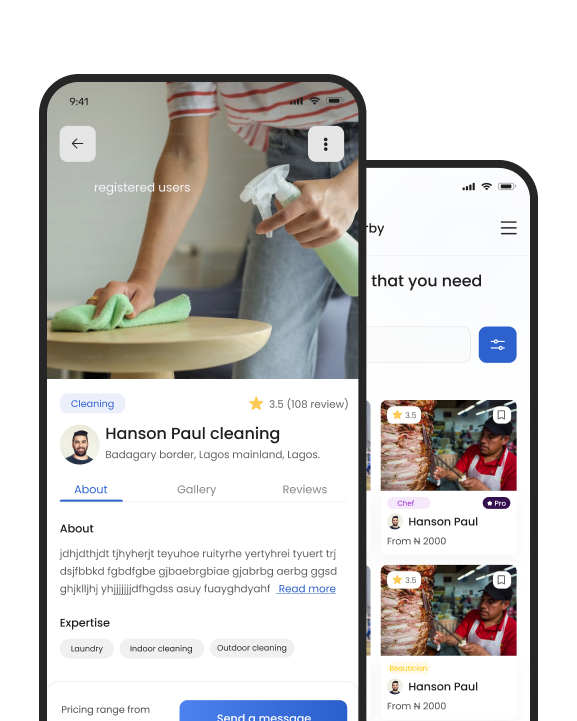 9:41
registered users
Cleaning
3.5 (108 review)
Hanson Paul cleaning
Badagary border, Lagos mainland, Lagos.
About
Gallery
Reviews
About
jdhjdthjdt tjhyherjt teyuhoe ruityrhe yertyhrei tyuert trj
dsjfbbkd fgbdfgbe gjbaebrgbiae gjabrbg aerbg ggsd
ghjklljhj yhjjjjjjdfhgdss asuy fuayghdyahf Read more
Expertise
Laundry
Indoor cleaning
Outdoor cleaning
Pricing range from
Send a message
rby
that you need
3.5
Chef
Pro
Hanson Paul
From ₦ 2000
3.5
Beautician
Hanson Paul
From ₦ 2000